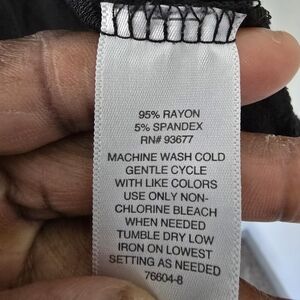 95% RAYON
5% SPANDEX
RN# 93677
MACHINE WASH COLD
GENTLE CYCLE
WITH LIKE COLORS
USE ONLY NON-
CHLORINE BLEACH
WHEN NEEDED
TUMBLE DRY LOW
IRON ON LOWEST
SETTING AS NEEDED
76604-8